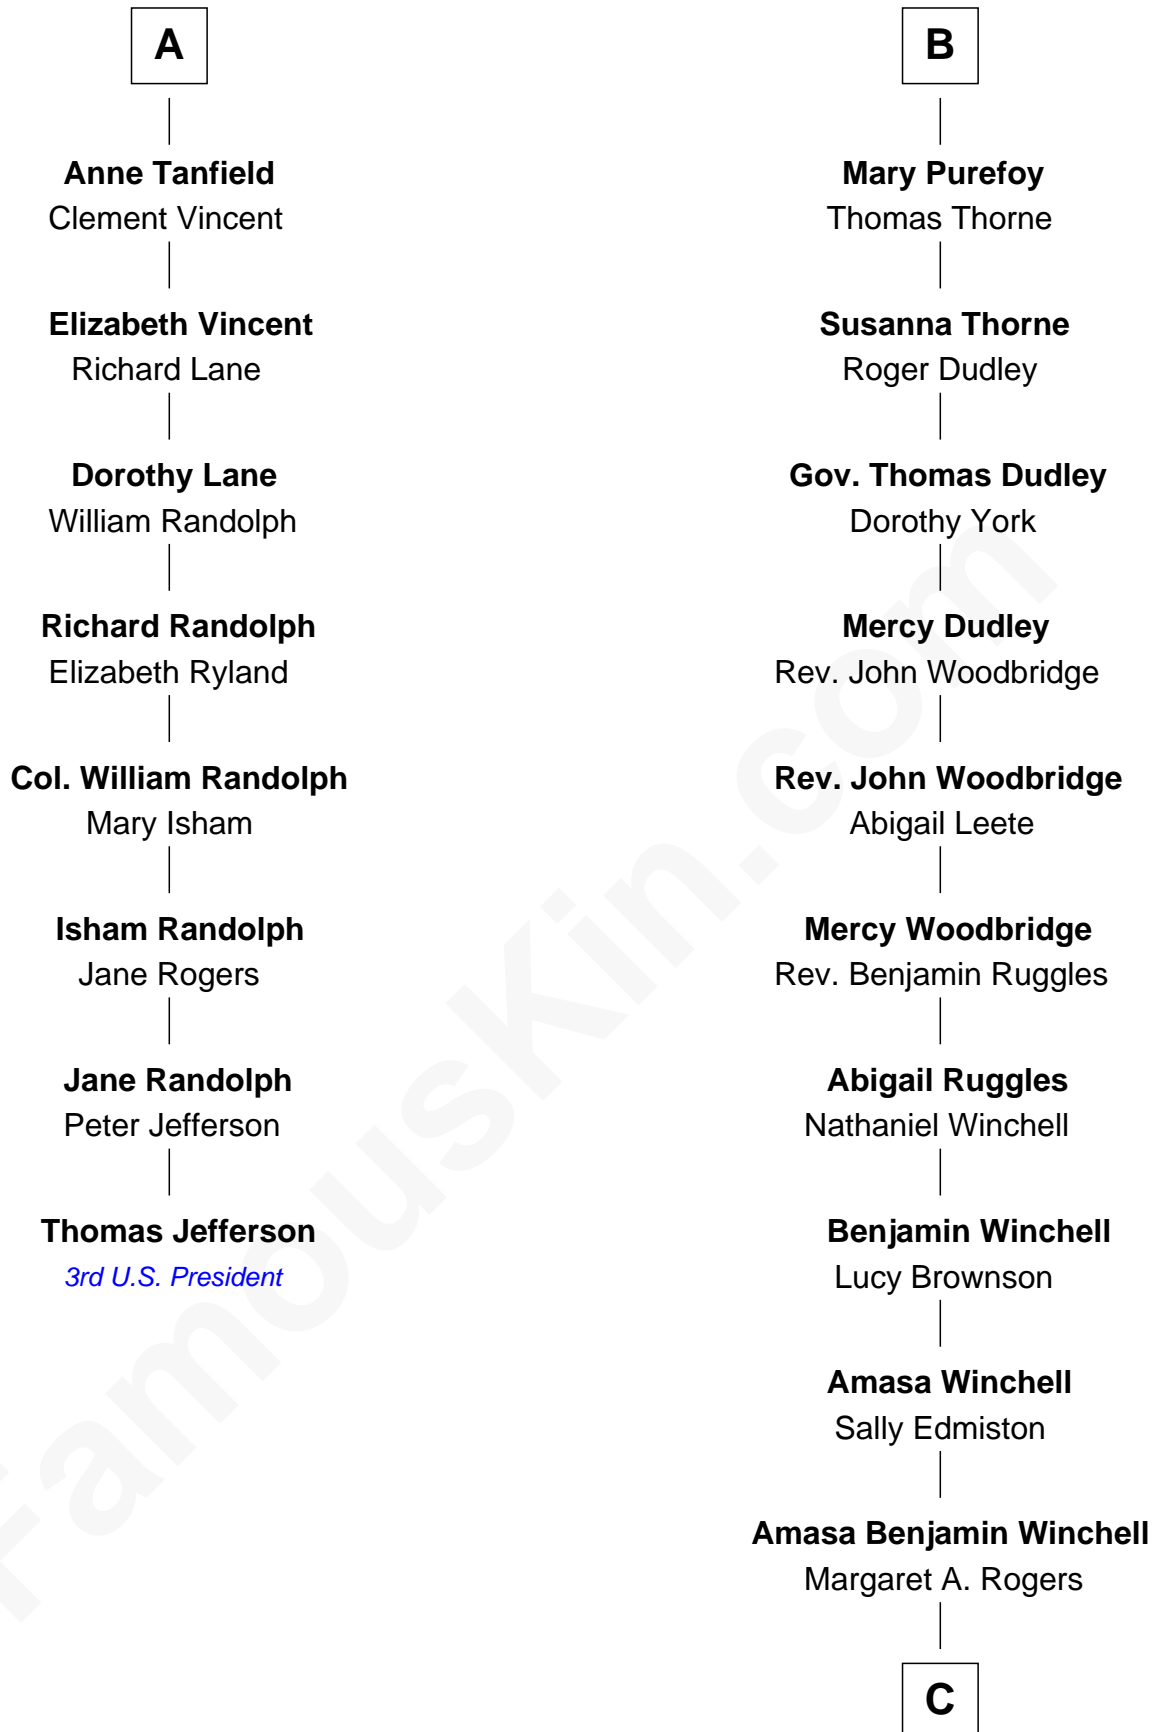 A
Anne Tanfield
Clement Vincent
Elizabeth Vincent
Richard Lane
Dorothy Lane
William Randolph
Richard Randolph
Elizabeth Ryland
Col. William Randolph
Mary Isham
Isham Randolph
Jane Rogers
Jane Randolph
Peter Jefferson
Thomas Jefferson
3rd U.S. President
B
Mary Purefoy
Thomas Thorne
Susanna Thorne
Roger Dudley
Gov. Thomas Dudley
Dorothy York
Mercy Dudley
Rev. John Woodbridge
Rev. John Woodbridge
Abigail Leete
Mercy Woodbridge
Rev. Benjamin Ruggles
Abigail Ruggles
Nathaniel Winchell
Benjamin Winchell
Lucy Brownson
Amasa Winchell
Sally Edmiston
Amasa Benjamin Winchell
Margaret A. Rogers
C
FamousKin.com